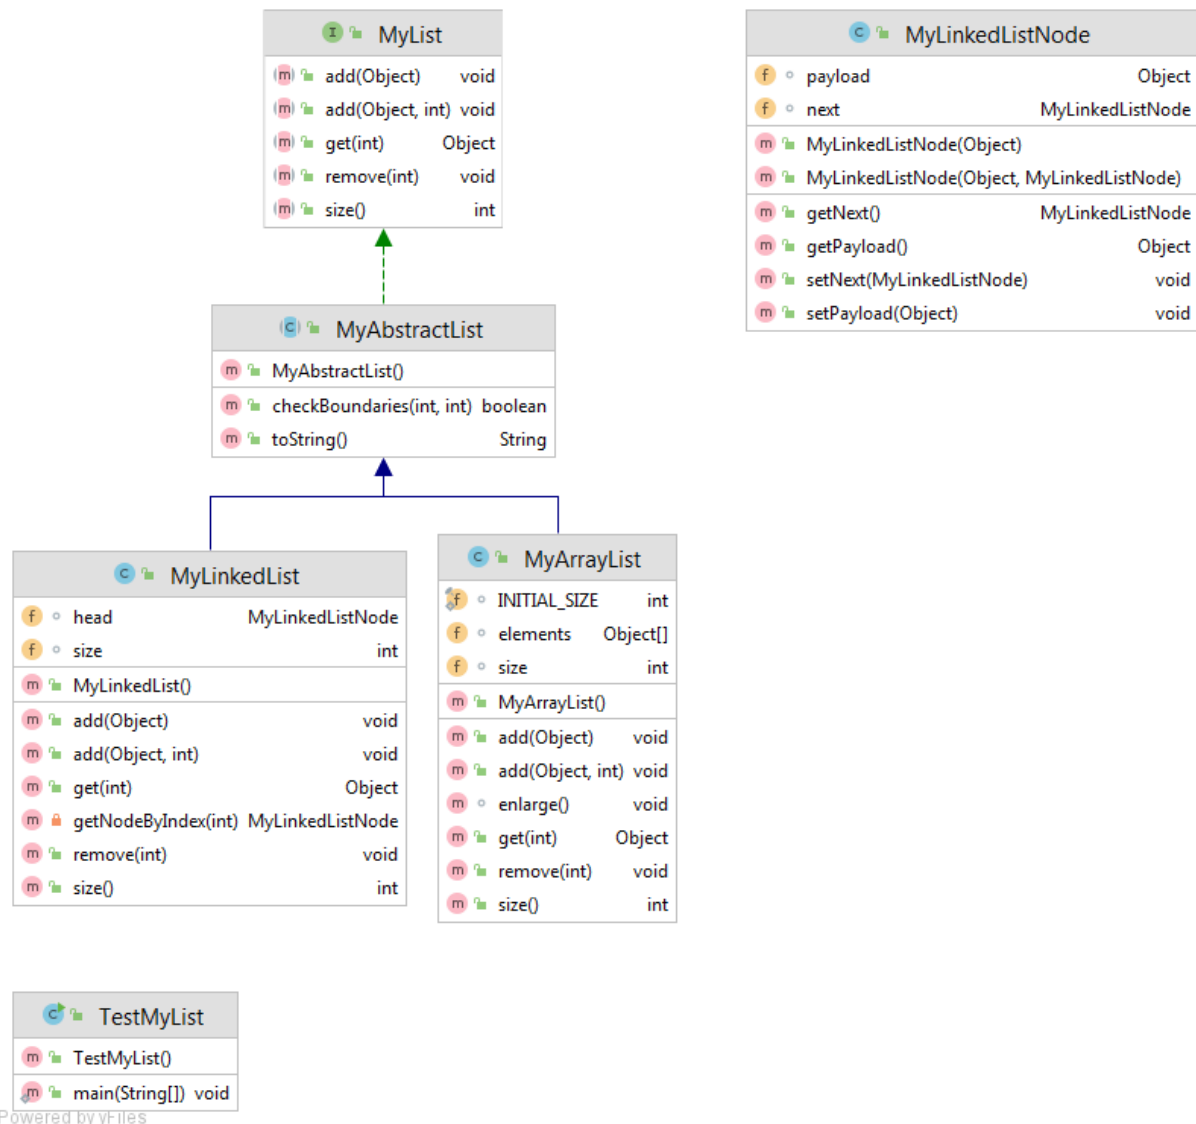 MyList
add(Object) void
add(Object, int) void
get(int) Object
remove(int) void
size() int
MyLinkedListNode
payload Object
next MyLinkedListNode
MyLinkedListNode(Object)
MyLinkedListNode(Object, MyLinkedListNode)
getNext() MyLinkedListNode
getPayload() Object
setNext(MyLinkedListNode) void
setPayload(Object) void
MyAbstractList
MyAbstractList()
checkBoundaries(int, int) boolean
toString() String
MyLinkedList
head MyLinkedListNode
size int
MyLinkedList()
add(Object) void
add(Object, int) void
get(int) Object
getNodeByIndex(int) MyLinkedListNode
remove(int) void
size() int
MyArrayList
INITIAL_SIZE int
elements Object[]
size int
MyArrayList()
add(Object) void
add(Object, int) void
enlarge() void
get(int) Object
remove(int) void
size() int
TestMyList
TestMyList()
main(String[]) void
Powered by yFiles